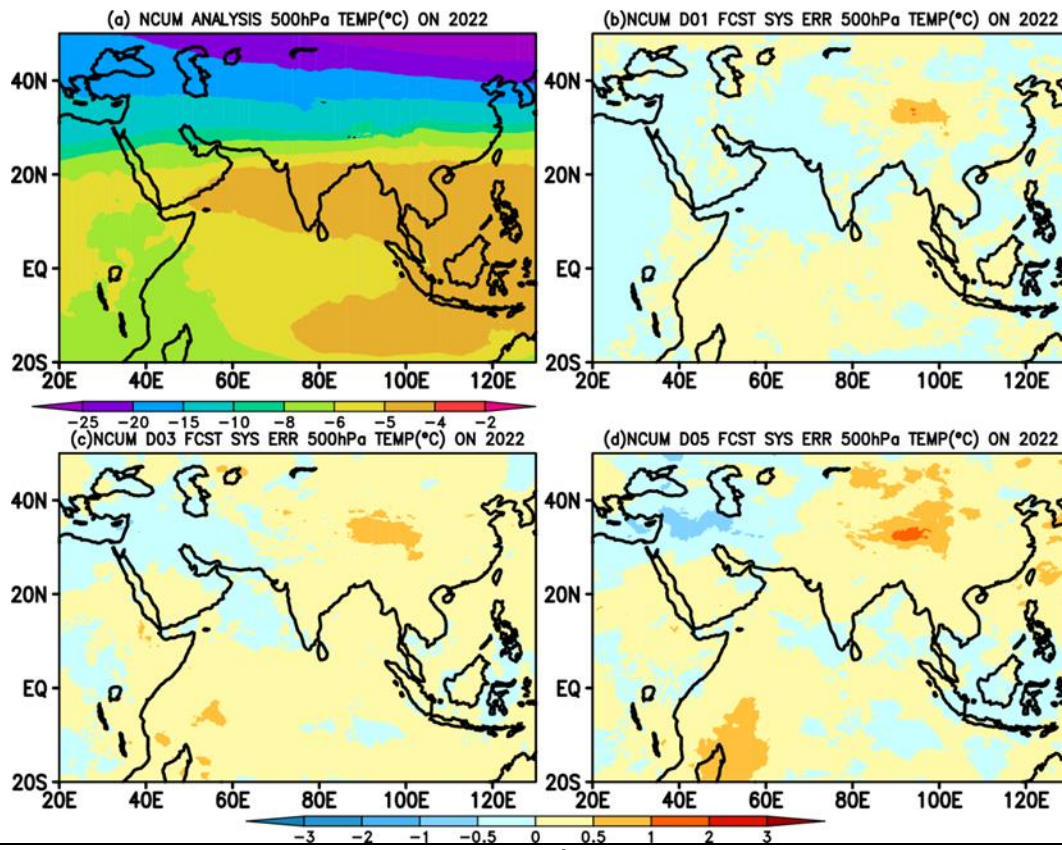 (a) NCUM ANALYSIS 500hPa TEMP(°C) ON 2022
(b)NCUM D01 FCST SYS ERR 500hPa TEMP(°C) ON 2022
40N
20N
EQ
20S
20E 40E 60E 80E 100E 120E
40N
20N
EQ
20S
20E 40E 60E 80E 100E 120E
-25 -20 -15 -10 -8 -6 -5 -4 -2
(c)NCUM D03 FCST SYS ERR 500hPa TEMP(°C) ON 2022
(d)NCUM D05 FCST SYS ERR 500hPa TEMP(°C) ON 2022
40N
20N
EQ
20S
20E 40E 60E 80E 100E 120E
40N
20N
EQ
20S
20E 40E 60E 80E 100E 120E
-3 -2 -1 -0.5 0 0.5 1 2 3